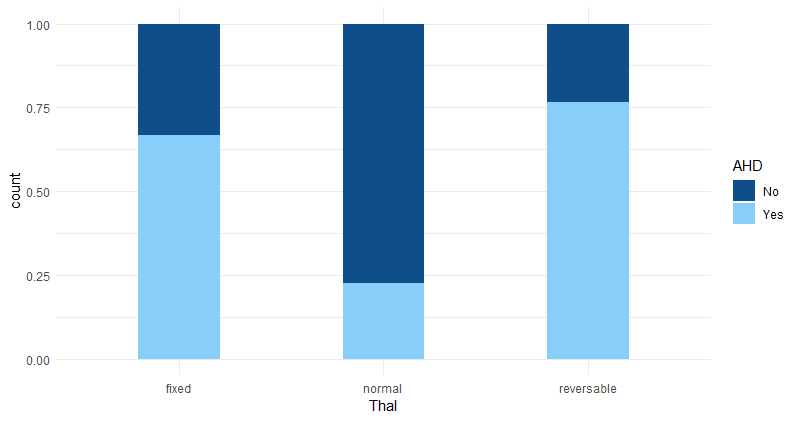 1.00
0.75
0.50
0.25
0.00
count
fixed
normal
reversable
Thal
AHD
No
Yes